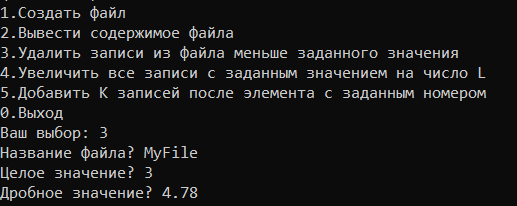 1.Создать файл
2.Вывести содержимое файла
3.Удалить записи из файла меньше заданного значения
4.Увеличить все записи с заданным значением на число L
5.Добавить K записей после элемента с заданным номером
0.Выход
Ваш выбор: 3
Название файла? MyFile
Целое значение? 3
Дробное значение? 4.78